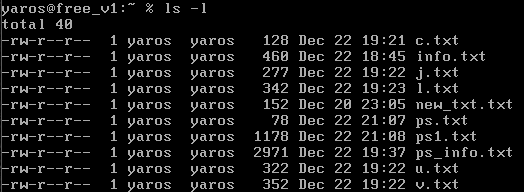 yaros@free_v1:~ % ls -l
total 40
-rw-r--r--  1 yaros  yaros   128 Dec 22 19:21 c.txt
-rw-r--r--  1 yaros  yaros   460 Dec 22 18:45 info.txt
-rw-r--r--  1 yaros  yaros   277 Dec 22 19:22 j.txt
-rw-r--r--  1 yaros  yaros   342 Dec 22 19:23 l.txt
-rw-r--r--  1 yaros  yaros   152 Dec 20 23:05 new_txt.txt
-rw-r--r--  1 yaros  yaros    78 Dec 22 21:07 ps.txt
-rw-r--r--  1 yaros  yaros  1178 Dec 22 21:08 ps1.txt
-rw-r--r--  1 yaros  yaros  2971 Dec 22 19:37 ps_info.txt
-rw-r--r--  1 yaros  yaros   322 Dec 22 19:22 u.txt
-rw-r--r--  1 yaros  yaros   352 Dec 22 19:22 v.txt